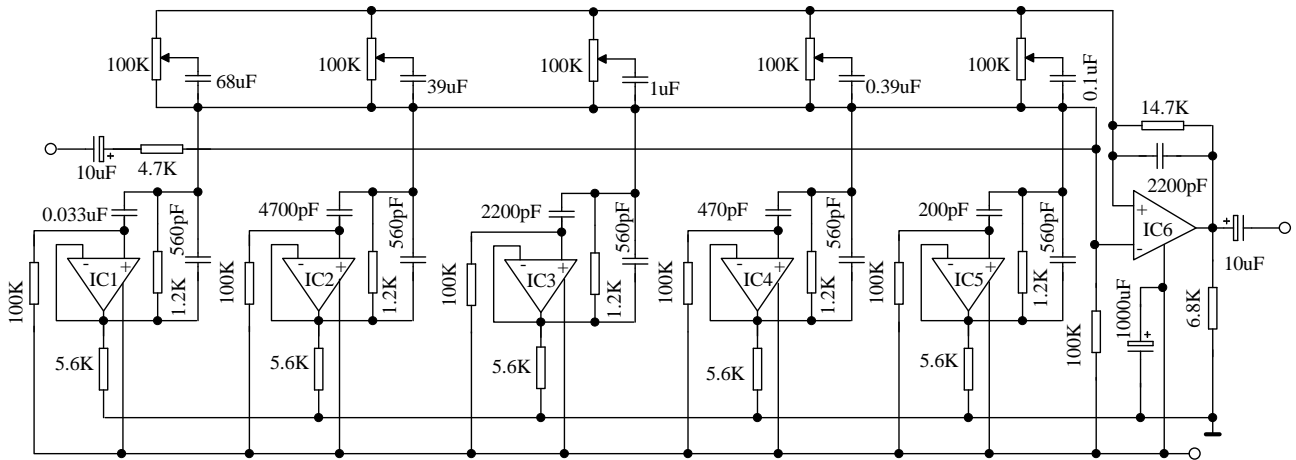 100K 68uF 100K 39uF 100K 1uF 100K 0.39uF 100K 0.1uF
14.7K
10uF + 4.7K
2200pF
0.033uF 560pF 4700pF 560pF 2200pF 560pF 470pF 560pF 200pF 560pF
+ - IC6 +
10uF
100K - + IC1 1.2K 100K - + IC2 1.2K 100K - + IC3 1.2K 100K - + IC4 1.2K 100K - + IC5 1.2K
100K 1000uF + 6.8K
5.6K 5.6K 5.6K 5.6K 5.6K